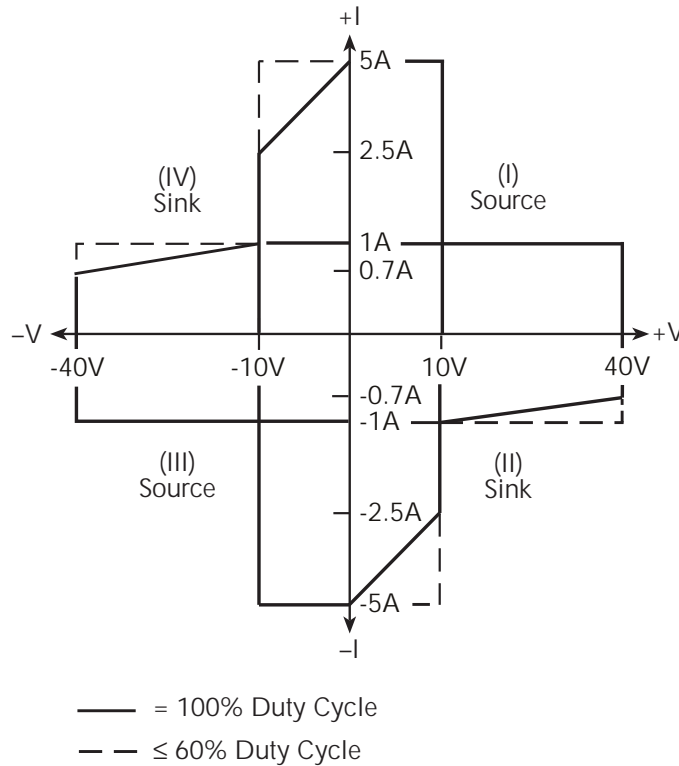 +I
5A
2.5A
(IV)
Sink
(I)
Source
1A
0.7A
–V
+V
-40V
-10V
10V
40V
-0.7A
-1A
(III)
Source
(II)
Sink
-2.5A
-5A
–I
= 100% Duty Cycle
≤ 60% Duty Cycle